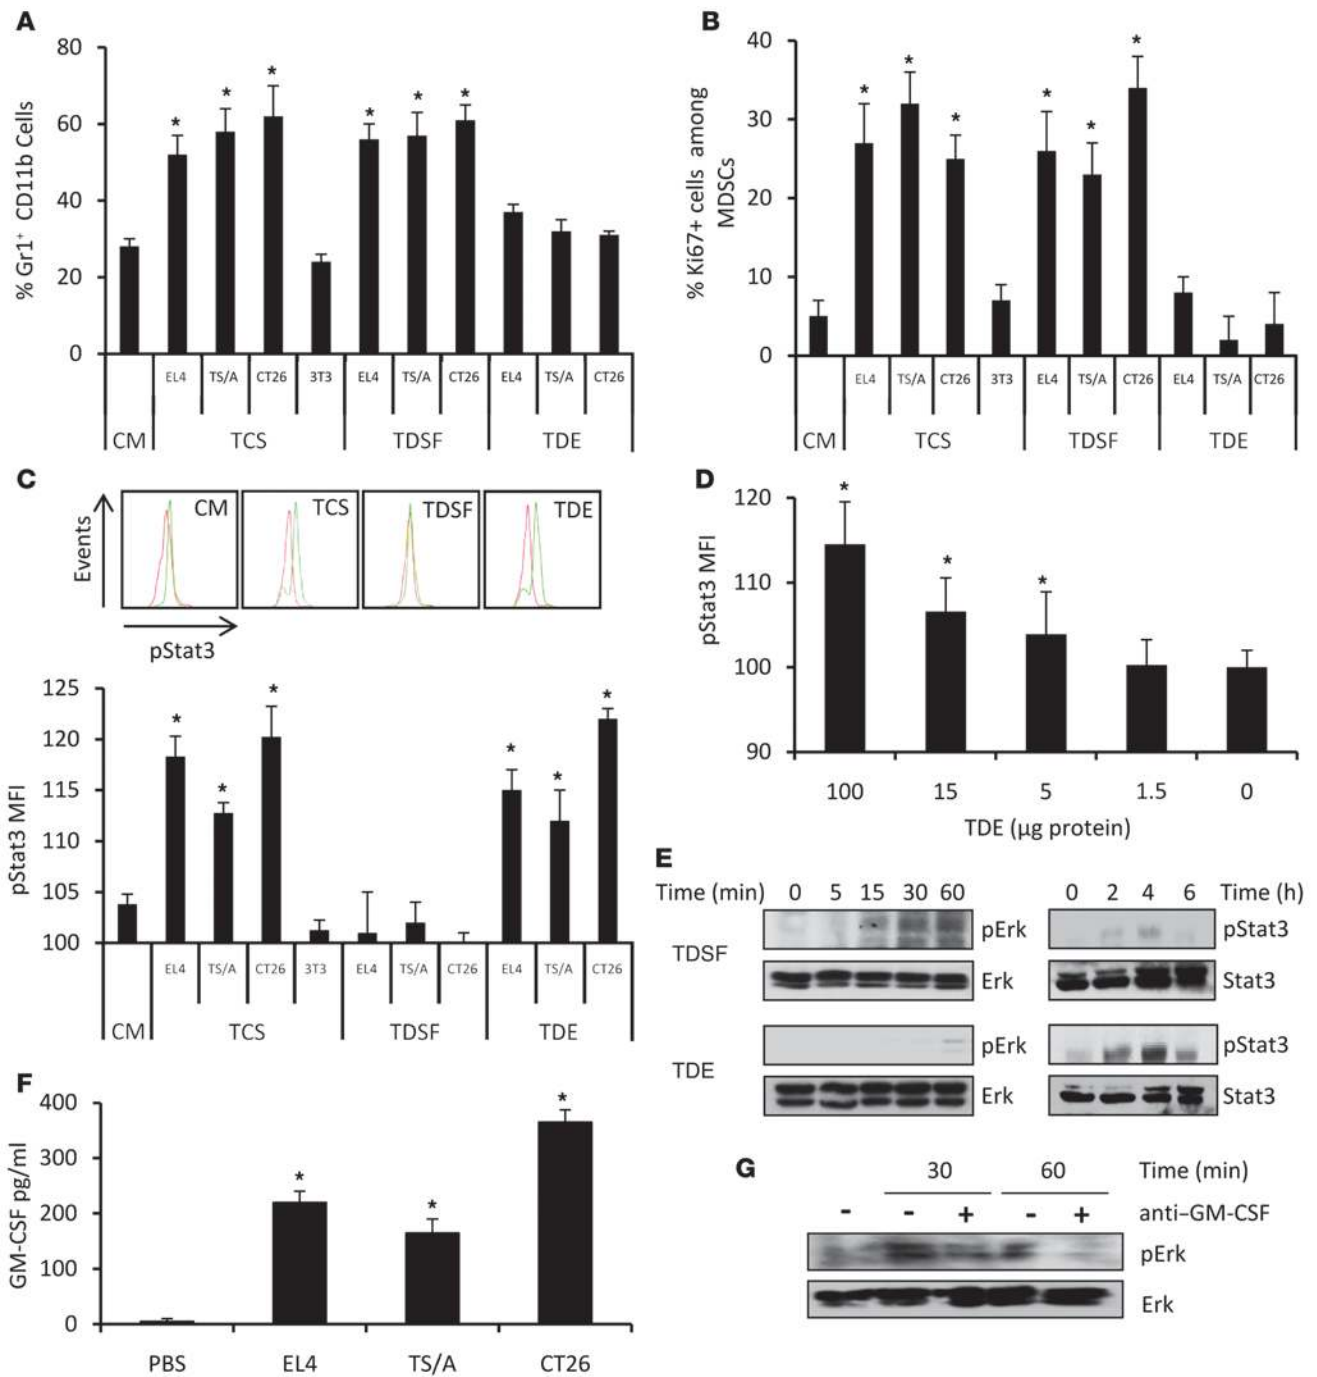 A
% Gr1+ CD11b Cells
80
60
40
20
0
* * * * * *
EL4 TS/A CT26 3T3 EL4 TS/A CT26 EL4 TS/A CT26
CM TCS TDSF TDE
B
% Ki67+ cells among
MDSCs
40
30
20
10
0
* * * * * *
EL4 TS/A CT26 3T3 EL4 TS/A CT26 EL4 TS/A CT26
CM TCS TDSF TDE
C
Events
CM TCS TDSF TDE
pStat3
pStat3 MFI
125
120
115
110
105
100
* * * * * *
EL4 TS/A CT26 3T3 EL4 TS/A CT26 EL4 TS/A CT26
CM TCS TDSF TDE
D
pStat3 MFI
120
110
100
90
* * *
100 15 5 1.5 0
TDE (µg protein)
E
Time (min) 0 5 15 30 60
0 2 4 6 Time (h)
TDSF
pErk
pStat3
Erk
Stat3
TDE
pErk
pStat3
Erk
Stat3
F
GM-CSF pg/ml
400
300
200
100
0
* * *
PBS EL4 TS/A CT26
G
30 60 Time (min)
- - + - + anti–GM-CSF
pErk
Erk